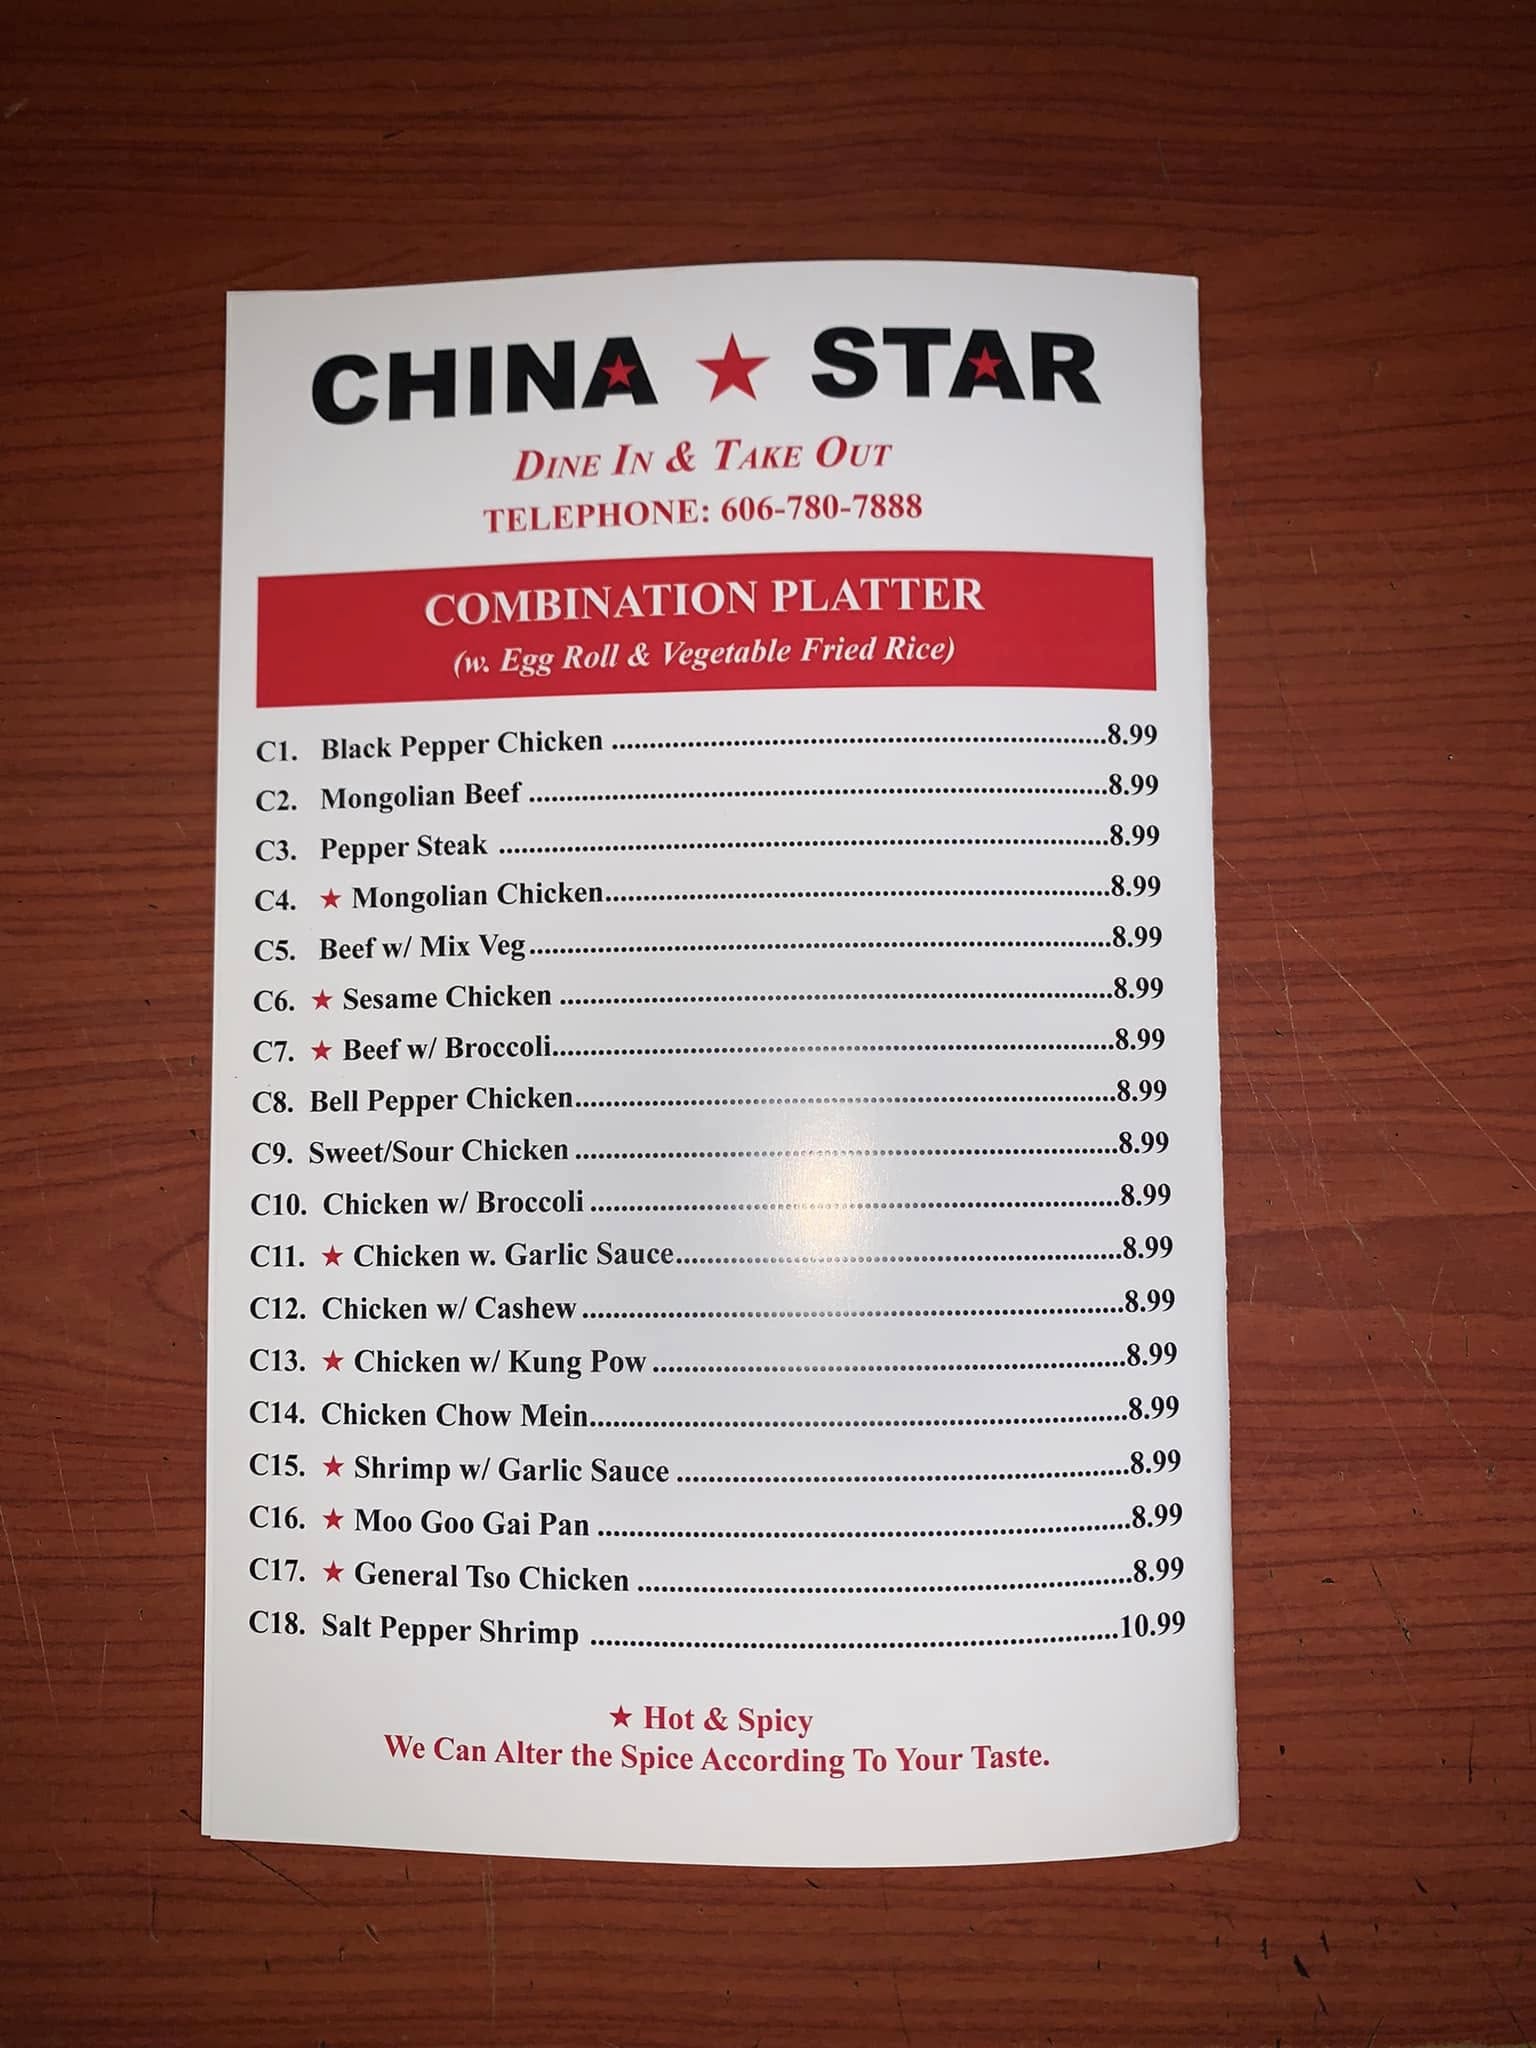 CHINA ★ STAR
DINE IN & TAKE OUT
TELEPHONE: 606-780-7888
COMBINATION PLATTER
(w. Egg Roll & Vegetable Fried Rice)
C1. Black Pepper Chicken ....................8.99
C2. Mongolian Beef ....................8.99
C3. Pepper Steak ....................8.99
C4. ★ Mongolian Chicken....................8.99
C5. Beef w/ Mix Veg....................8.99
C6. ★ Sesame Chicken ....................8.99
C7. ★ Beef w/ Broccoli....................8.99
C8. Bell Pepper Chicken....................8.99
C9. Sweet/Sour Chicken ....................8.99
C10. Chicken w/ Broccoli ....................8.99
C11. ★ Chicken w. Garlic Sauce....................8.99
C12. Chicken w/ Cashew ....................8.99
C13. ★ Chicken w/ Kung Pow ....................8.99
C14. Chicken Chow Mein....................8.99
C15. ★ Shrimp w/ Garlic Sauce ....................8.99
C16. ★ Moo Goo Gai Pan ....................8.99
C17. ★ General Tso Chicken ....................8.99
C18. Salt Pepper Shrimp ....................10.99
★ Hot & Spicy
We Can Alter the Spice According To Your Taste.